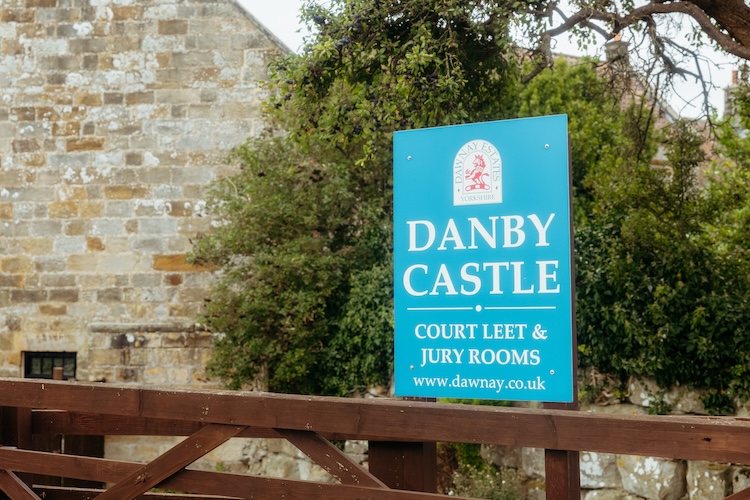 DAWNAY ESTATES
YORKSHIRE
DANBY
CASTLE
COURT LEET &
JURY ROOMS
www.dawnay.co.uk